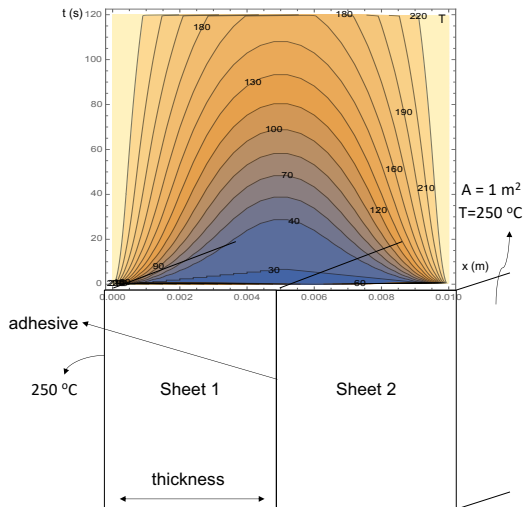 t (s)
120
100
80
60
40
20
0
T
180
180
220
130
190
100
160
70
210
120
40
90
30
60
x (m)
0.000
0.002
0.004
0.006
0.008
0.010
A = 1 m²
T=250 °C
adhesive
250 °C
Sheet 1
Sheet 2
thickness